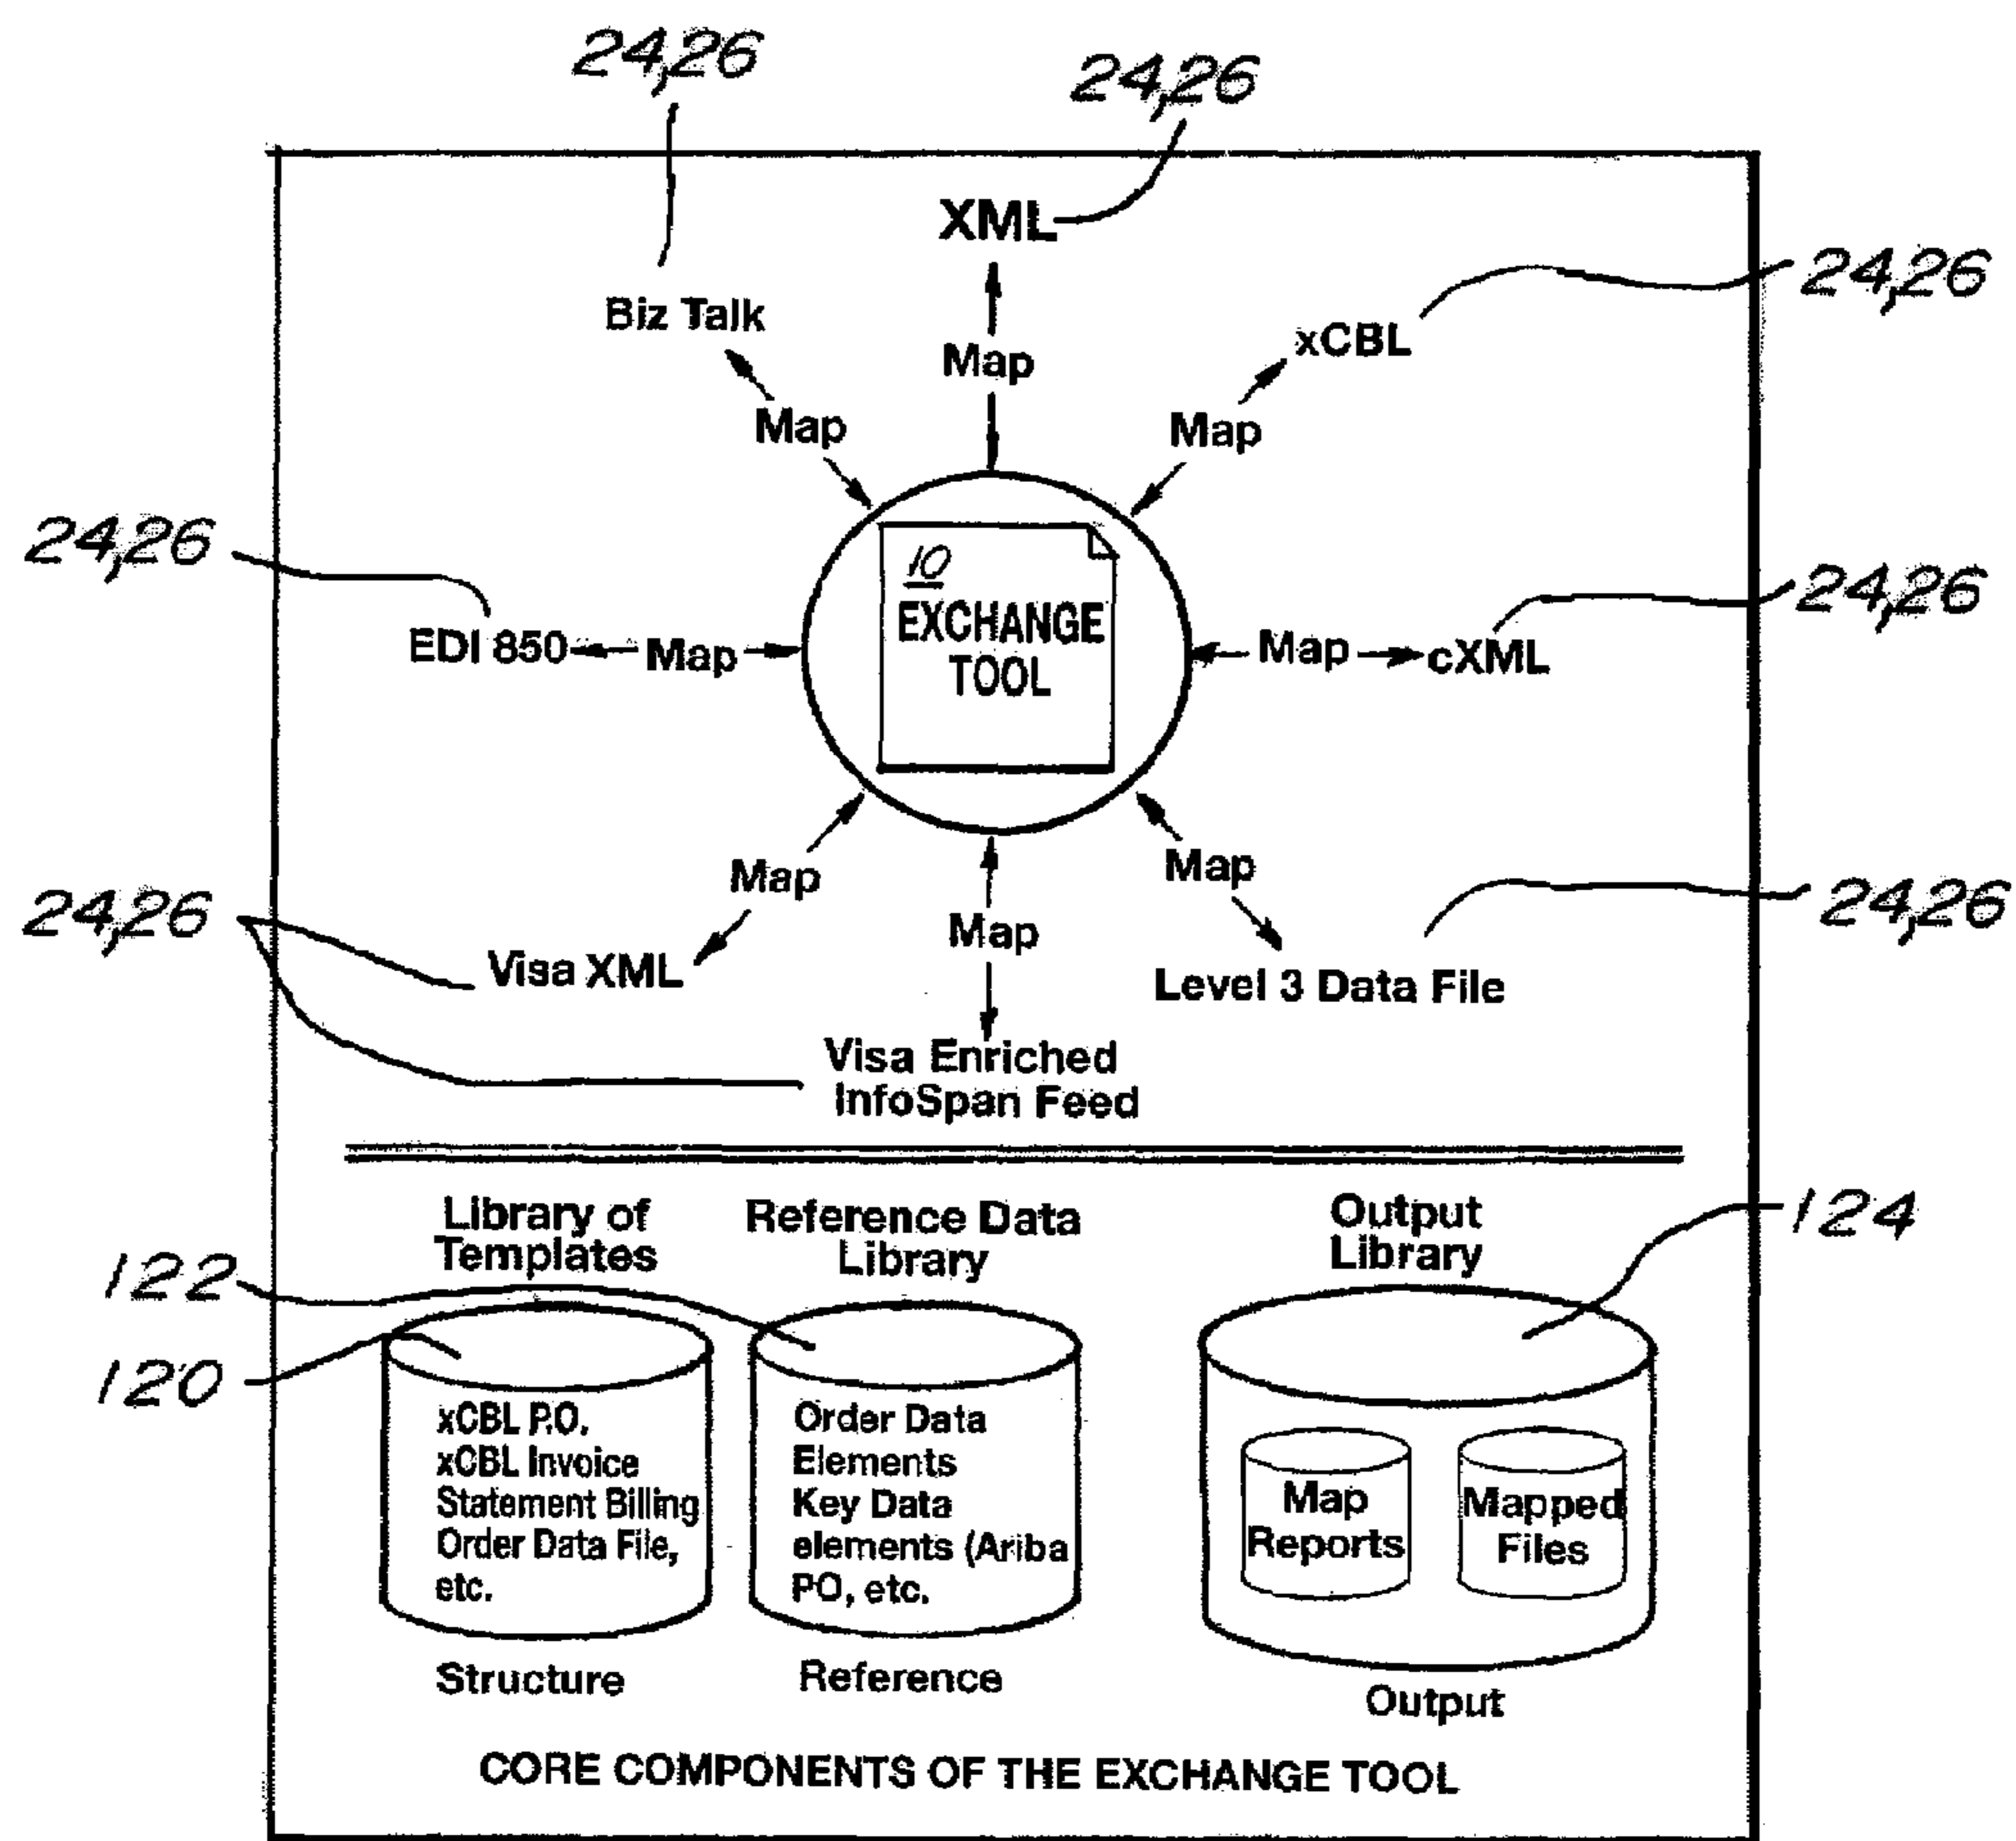 24,26
24,26
XML
24,26
Biz Talk
xCBL
Map
Map
Map
24,26
10
EXCHANGE
TOOL
24,26
EDI 850
Map
Map
cXML
Map
Map
24,26
24,26
Map
Visa XML
Level 3 Data File
Visa Enriched
InfoSpan Feed
Library of
Templates
Reference Data
Library
Output
Library
124
122
120
xCBL P.O.
xCBL Invoice
Statement Billing
Order Data File,
etc.
Order Data
Elements
Key Data
elements (Ariba
PO, etc.
Map
Reports
Mapped
Files
Structure
Reference
Output
CORE COMPONENTS OF THE EXCHANGE TOOL